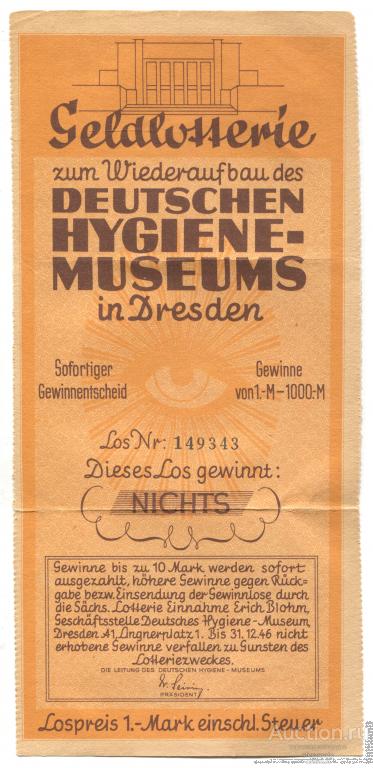 Geldlotterie
zum Wiederaufbau des
DEUTSCHEN
HYGIENE-
MUSEUMS
in Dresden
Sofortiger
Gewinnentscheid
Gewinne
von 1.-M-1000.-M
Los Nr: 149343
Dieses Los gewinnt:
NICHTS
Gewinne bis zu 10 Mark werden sofort
ausgezahlt, höhere Gewinne gegen Rück=
gabe bezw. Einsendung der Gewinnlose durch
die Sächs. Lotterie Einnahme Erich Blohm,
Geschäftsstelle Deutsches Hygiene-Museum,
Dresden A1, Lingnerplatz 1. Bis 31.12.46 nicht
erhobene Gewinne verfallen zu Gunsten des
Lotteriezweckes.
DIE LEITUNG DES DEUTSCHEN HYGIENE-MUSEUMS
PRÄSIDENT
Lospreis 1.-Mark einschl. Steuer